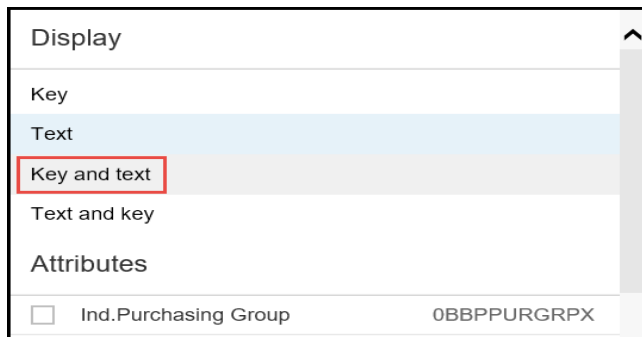 Display
Key
Text
Key and text
Text and key
Attributes
Ind.Purchasing Group 0BBPPURGRPX